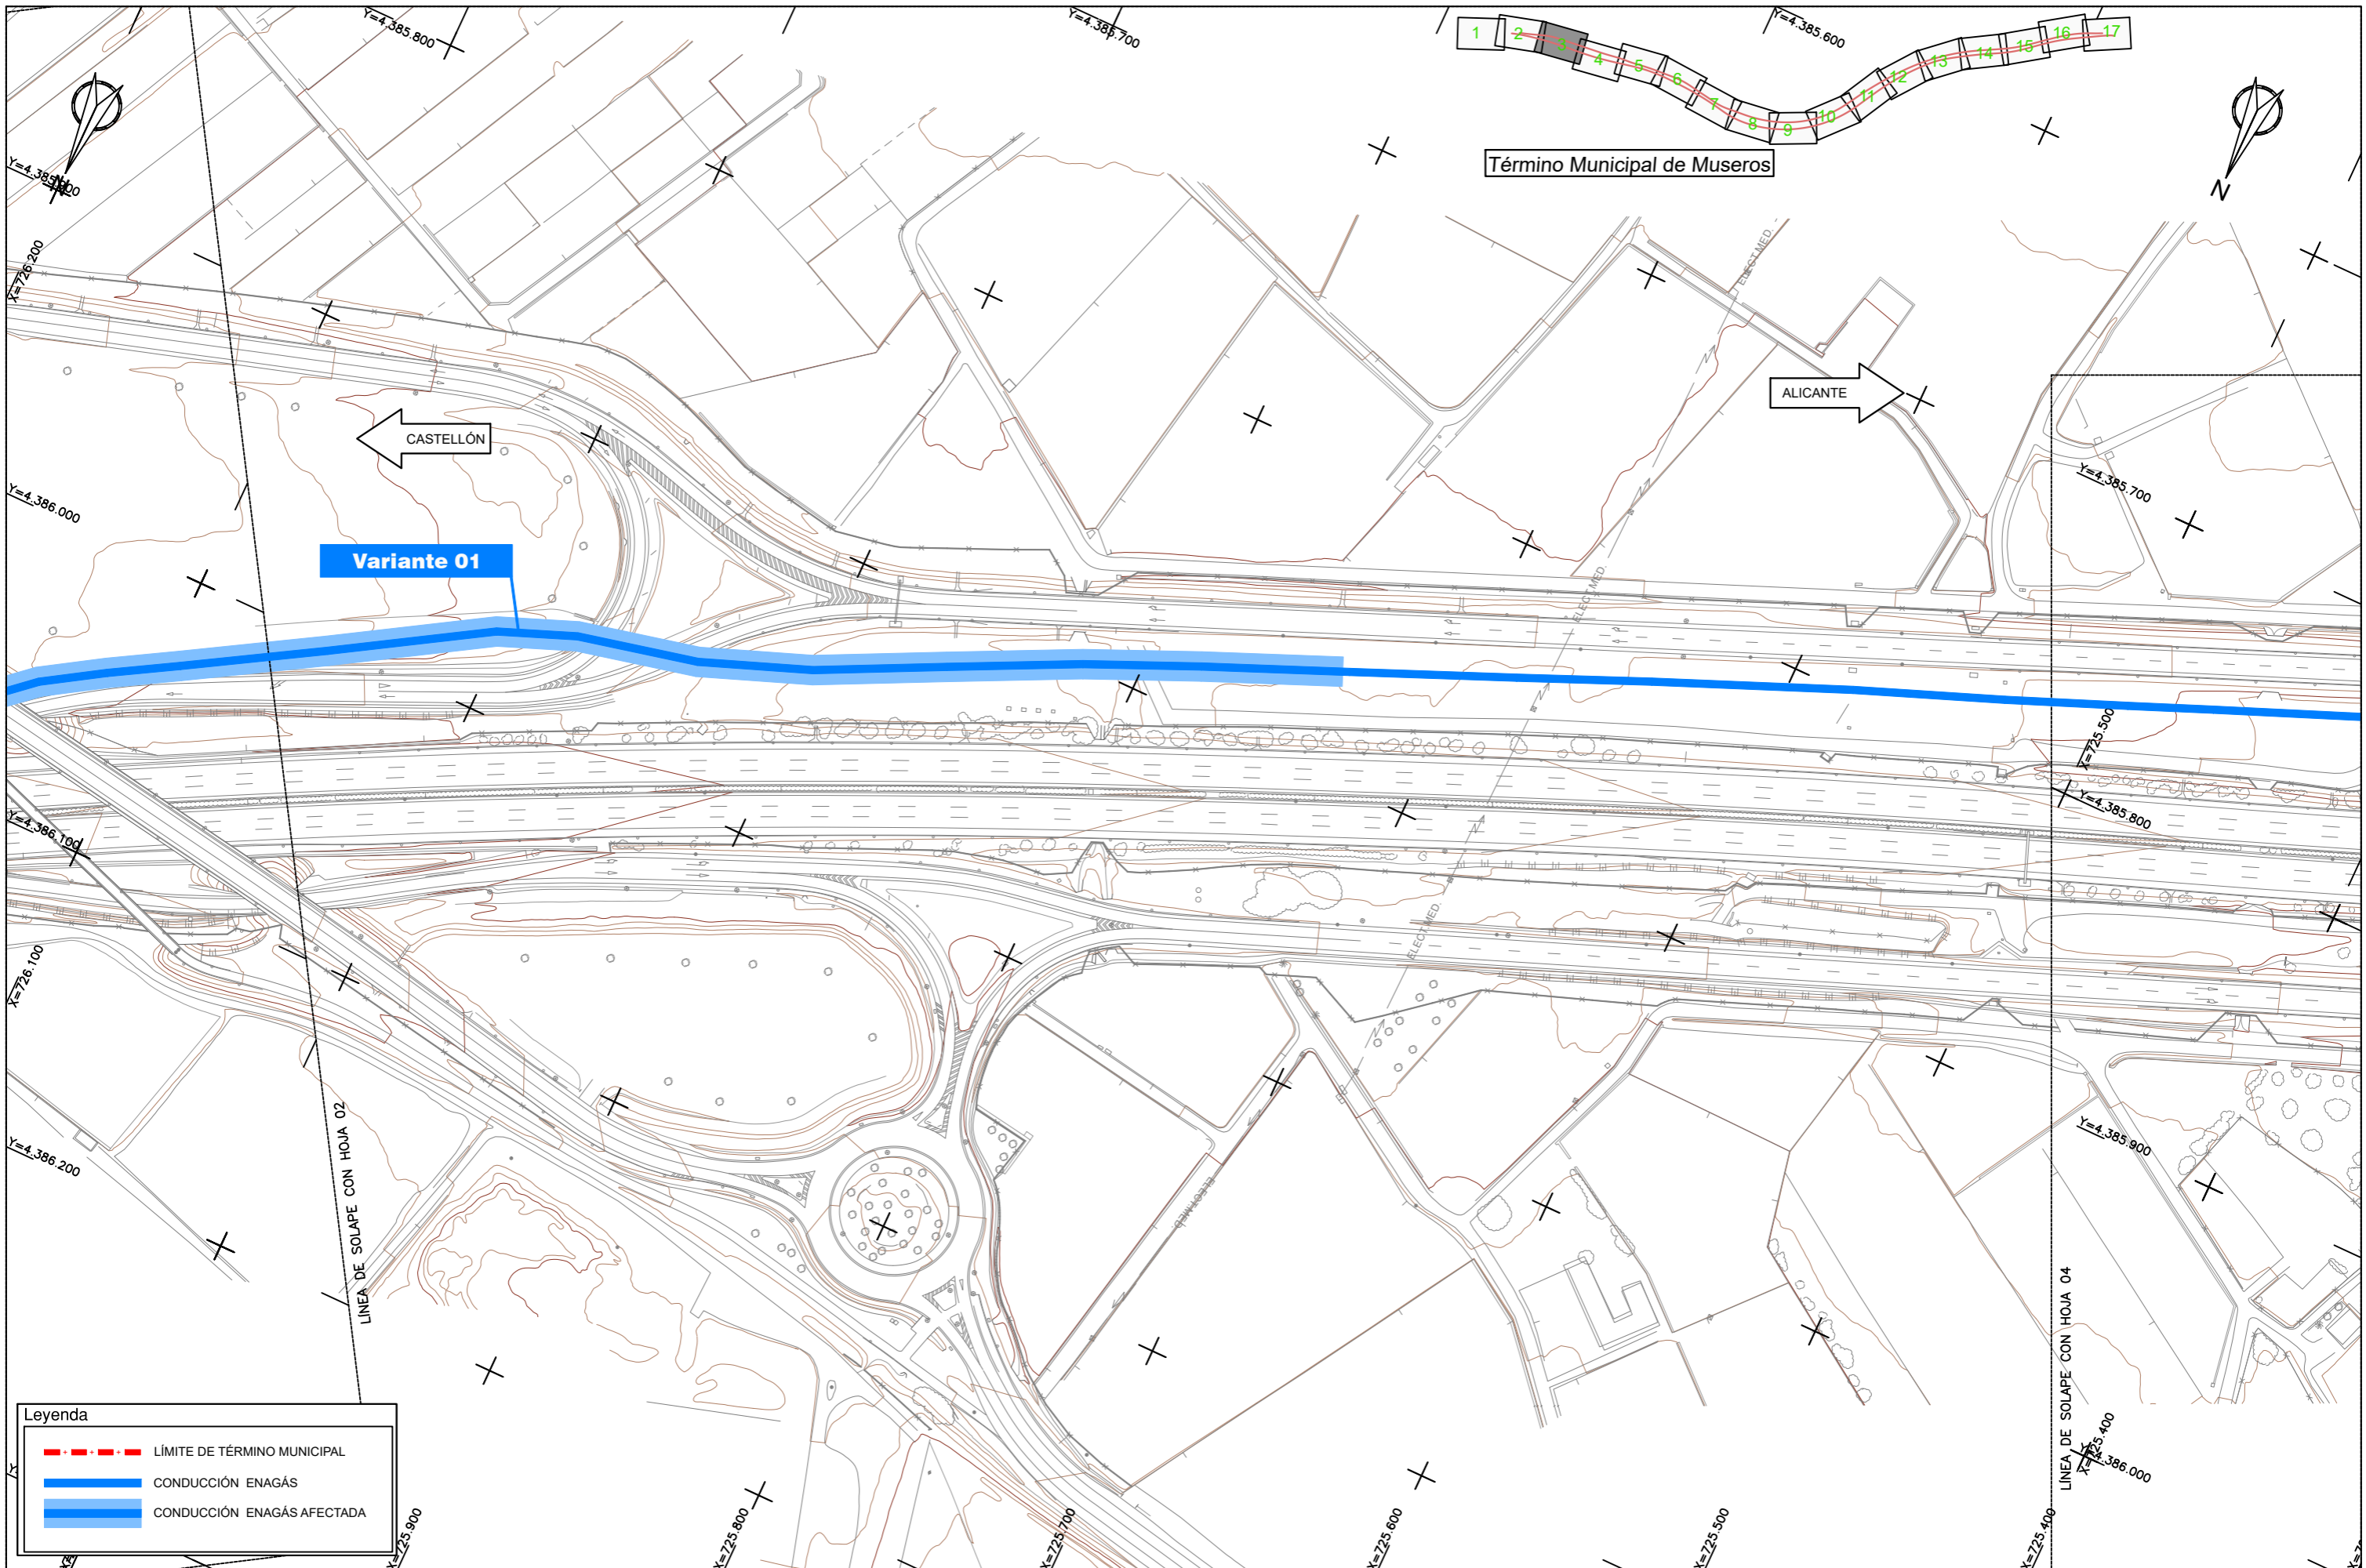 Y=4.385.800
Y=4.385.700
Y=4.385.600
1
2
3
4
5
6
7
8
9
10
11
12
13
14
15
16
17
Término Municipal de Museros
N
N
X=726.200
ELECT.MED.
ALICANTE
CASTELLÓN
Y=4.385.700
Y=4.386.000
Variante 01
ELECT.MED.
X=725.500
Y=4.385.800
Y=4.386.100
ELECT.MED.
X=726.100
Y=4.385.900
Y=4.386.200
LÍNEA DE SOLAPE CON HOJA 02
ELECT.MED
LÍNEA DE SOLAPE CON HOJA 04
X=725.400
Y=4.386.000
Leyenda
LÍMITE DE TÉRMINO MUNICIPAL
CONDUCCIÓN ENAGÁS
CONDUCCIÓN ENAGÁS AFECTADA
X=725.900
X=725.800
X=725.700
X=725.600
X=725.500
X=725.400